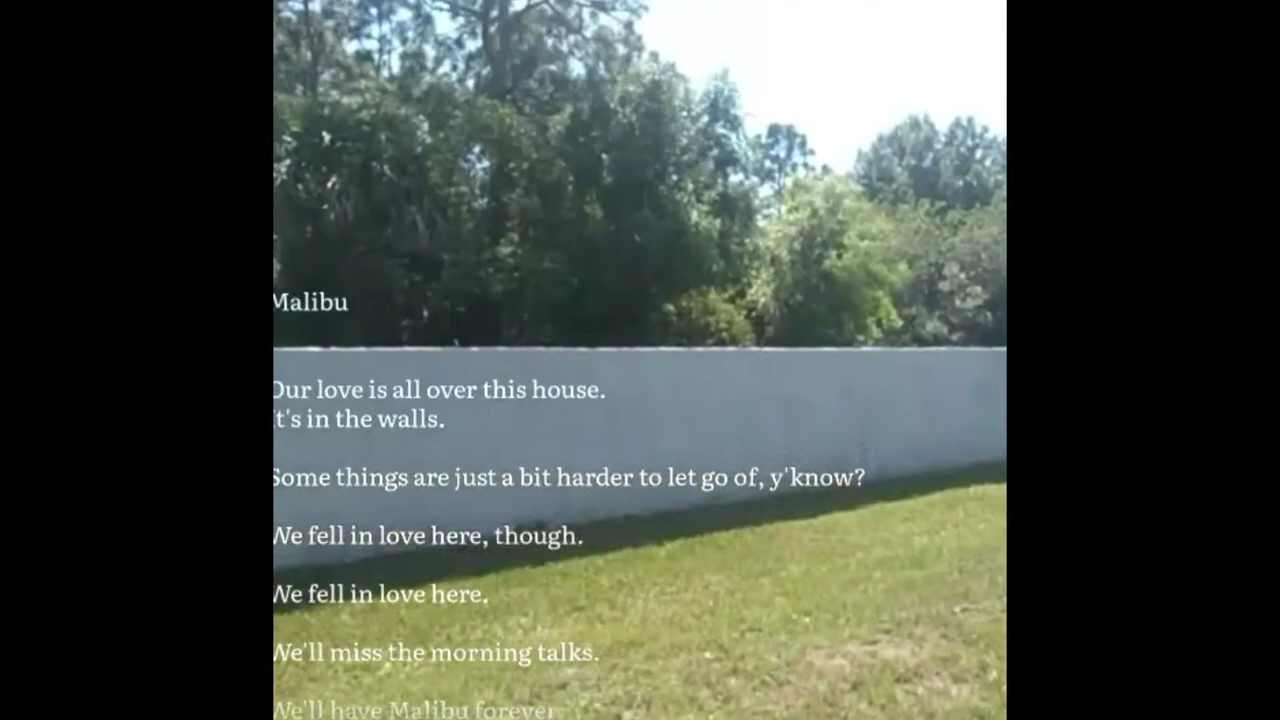 Malibu
Our love is all over this house.
It's in the walls.
Some things are just a bit harder to let go of, y'know?
We fell in love here, though.
We fell in love here.
We'll miss the morning talks.
We'll have Malibu forever